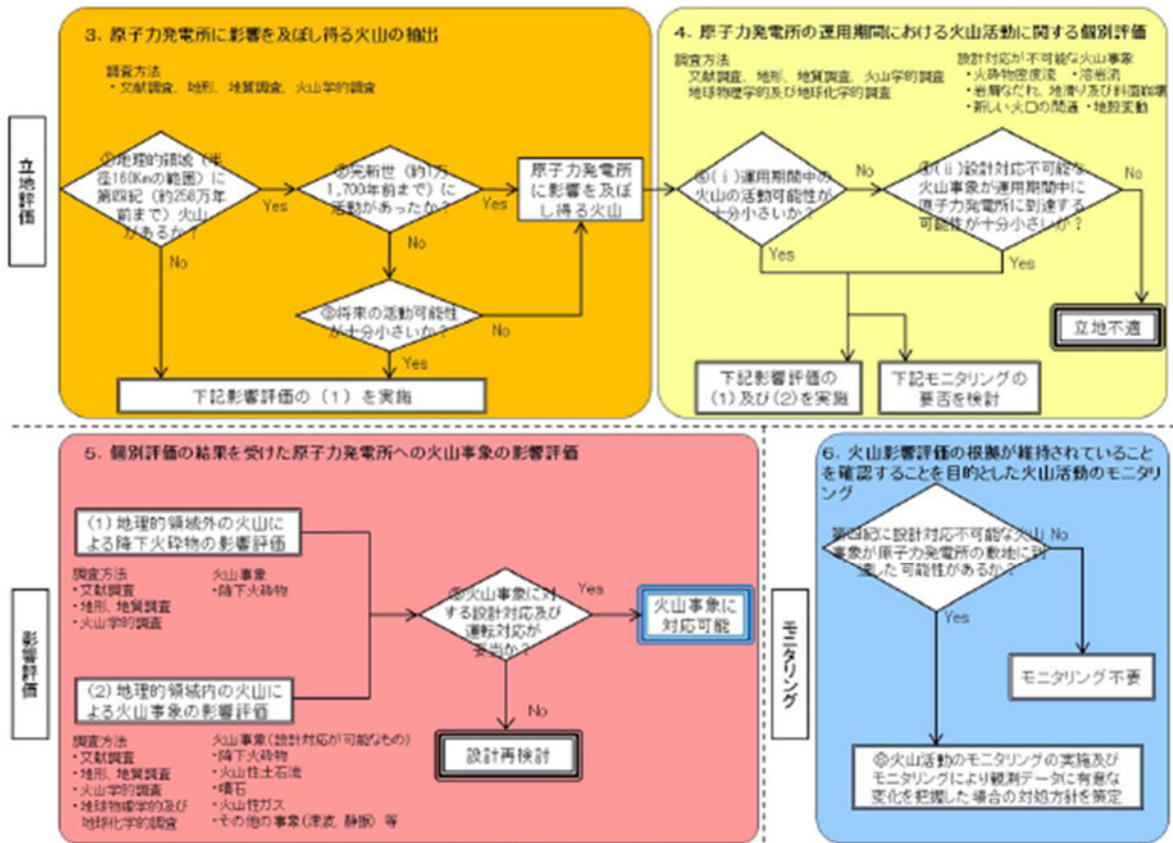 3. 原子力発電所に影響を及ぼし得る火山の抽出
調査方法
・文献調査、地形、地質調査、火山学的調査
立地評価
①地理的領域(半
径160Kmの範囲)に
第四紀(約258万年
前まで)火山
があるか?
Yes
No
②完新世(約1万
1,700年前まで)に
活動があったか?
Yes
No
③将来の活動可能性
が十分小さいか?
No
Yes
原子力発電所
に影響を及ぼ
し得る火山
下記影響評価の(1)を実施
4. 原子力発電所の運用期間における火山活動に関する個別評価
調査方法
文献調査、地形、地質調査、火山学的調査
地球物理学的及び地球化学的調査
設計対応が不可能な火山事象
・火砕物密度流 ・溶岩流
・岩屑なだれ、地滑り及び斜面崩壊
・新しい火口の開通 ・地殻変動
(i)運用期間中の
火山の活動可能性が
十分小さいか?
No
Yes
(ii)設計対応不可能な
火山事象が運用期間中に
原子力発電所に到達する
可能性が十分小さいか?
No
Yes
立地不適
下記影響評価の
(1)及び(2)を実施
下記モニタリングの
要否を検討
5. 個別評価の結果を受けた原子力発電所への火山事象の影響評価
影響評価
(1)地理的領域外の火山に
よる降下火砕物の影響評価
調査方法
・文献調査
・地形、地質調査
・火山学的調査
火山事象
・降下火砕物
(2)地理的領域内の火山に
よる火山事象の影響評価
調査方法
・文献調査
・地形、地質調査
・火山学的調査
・地球物理学的及び
地球化学的調査
火山事象(設計対応が可能なもの)
・降下火砕物
・火山性土石流
・噴石
・火山性ガス
・その他の事象(津波、静振) 等
火山事象に対
する設計対応及び
運転対応が
妥当か?
Yes
No
火山事象に
対応可能
設計再検討
モニタリング
6. 火山影響評価の根拠が維持されていること
を確認することを目的とした火山活動のモニタ
リング
第四紀に設計対応不可能な火山
事象が原子力発電所の敷地に到
達した可能性があるか?
No
Yes
モニタリング不要
火山活動のモニタリングの実施及び
モニタリングにより観測データに有意な
変化を把握した場合の対処方針を策定